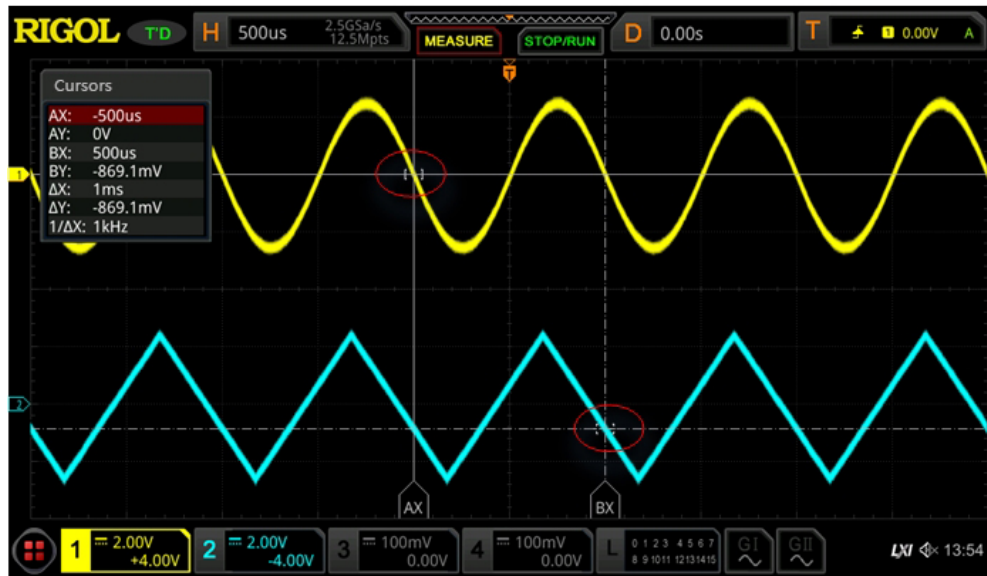 RIGOL T'D H 500us 2.5GSa/s 12.5Mpts MEASURE STOP/RUN D 0.00s T 1 0.00V A
T
Cursors
AX: -500us
AY: 0V
BX: 500us
BY: -869.1mV
ΔX: 1ms
ΔY: -869.1mV
1/ΔX: 1kHz
1
2
AX BX
1 2.00V +4.00V 2 2.00V -4.00V 3 100mV 0.00V 4 100mV 0.00V L 0 1 2 3 4 5 6 7 8 9 10 11 12 13 14 15 GI GII LXI 13:54